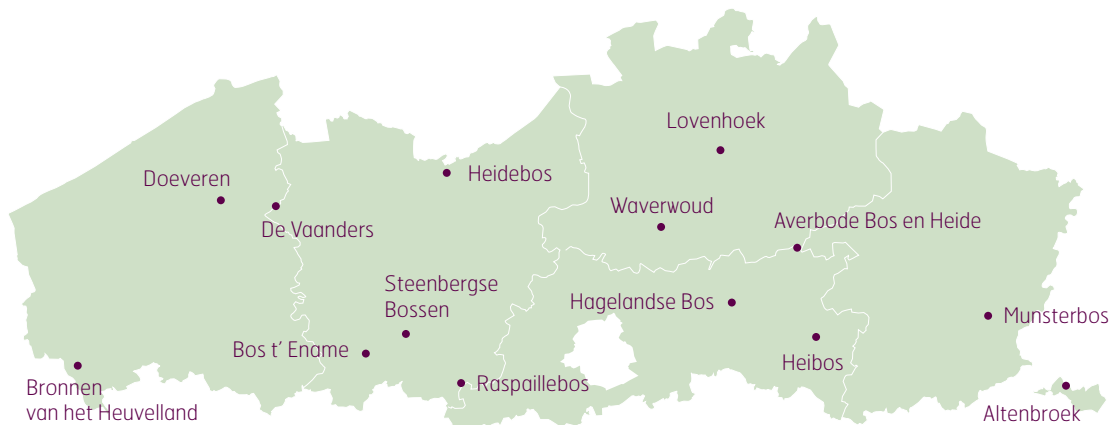 Lovenhoek
Heidebos
Doeveren
Waverwoud
Averbode Bos en Heide
De Vaanders
Steenbergse
Bossen
Hagelandse Bos
Munsterbos
Bos t' Ename
Heibos
Raspaillebos
Bronnen
van het Heuvelland
Altenbroek